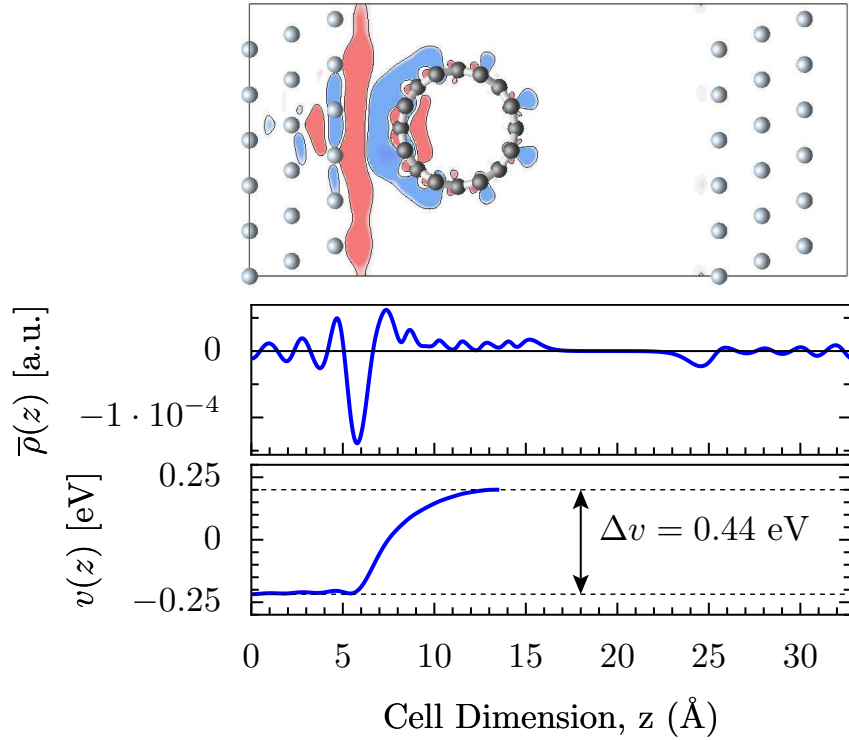 ρ̅(z) [a.u.]
0
−1 · 10⁻⁴
v(z) [eV]
0.25
0
−0.25
Δv = 0.44 eV
0 5 10 15 20 25 30
Cell Dimension, z (Å)